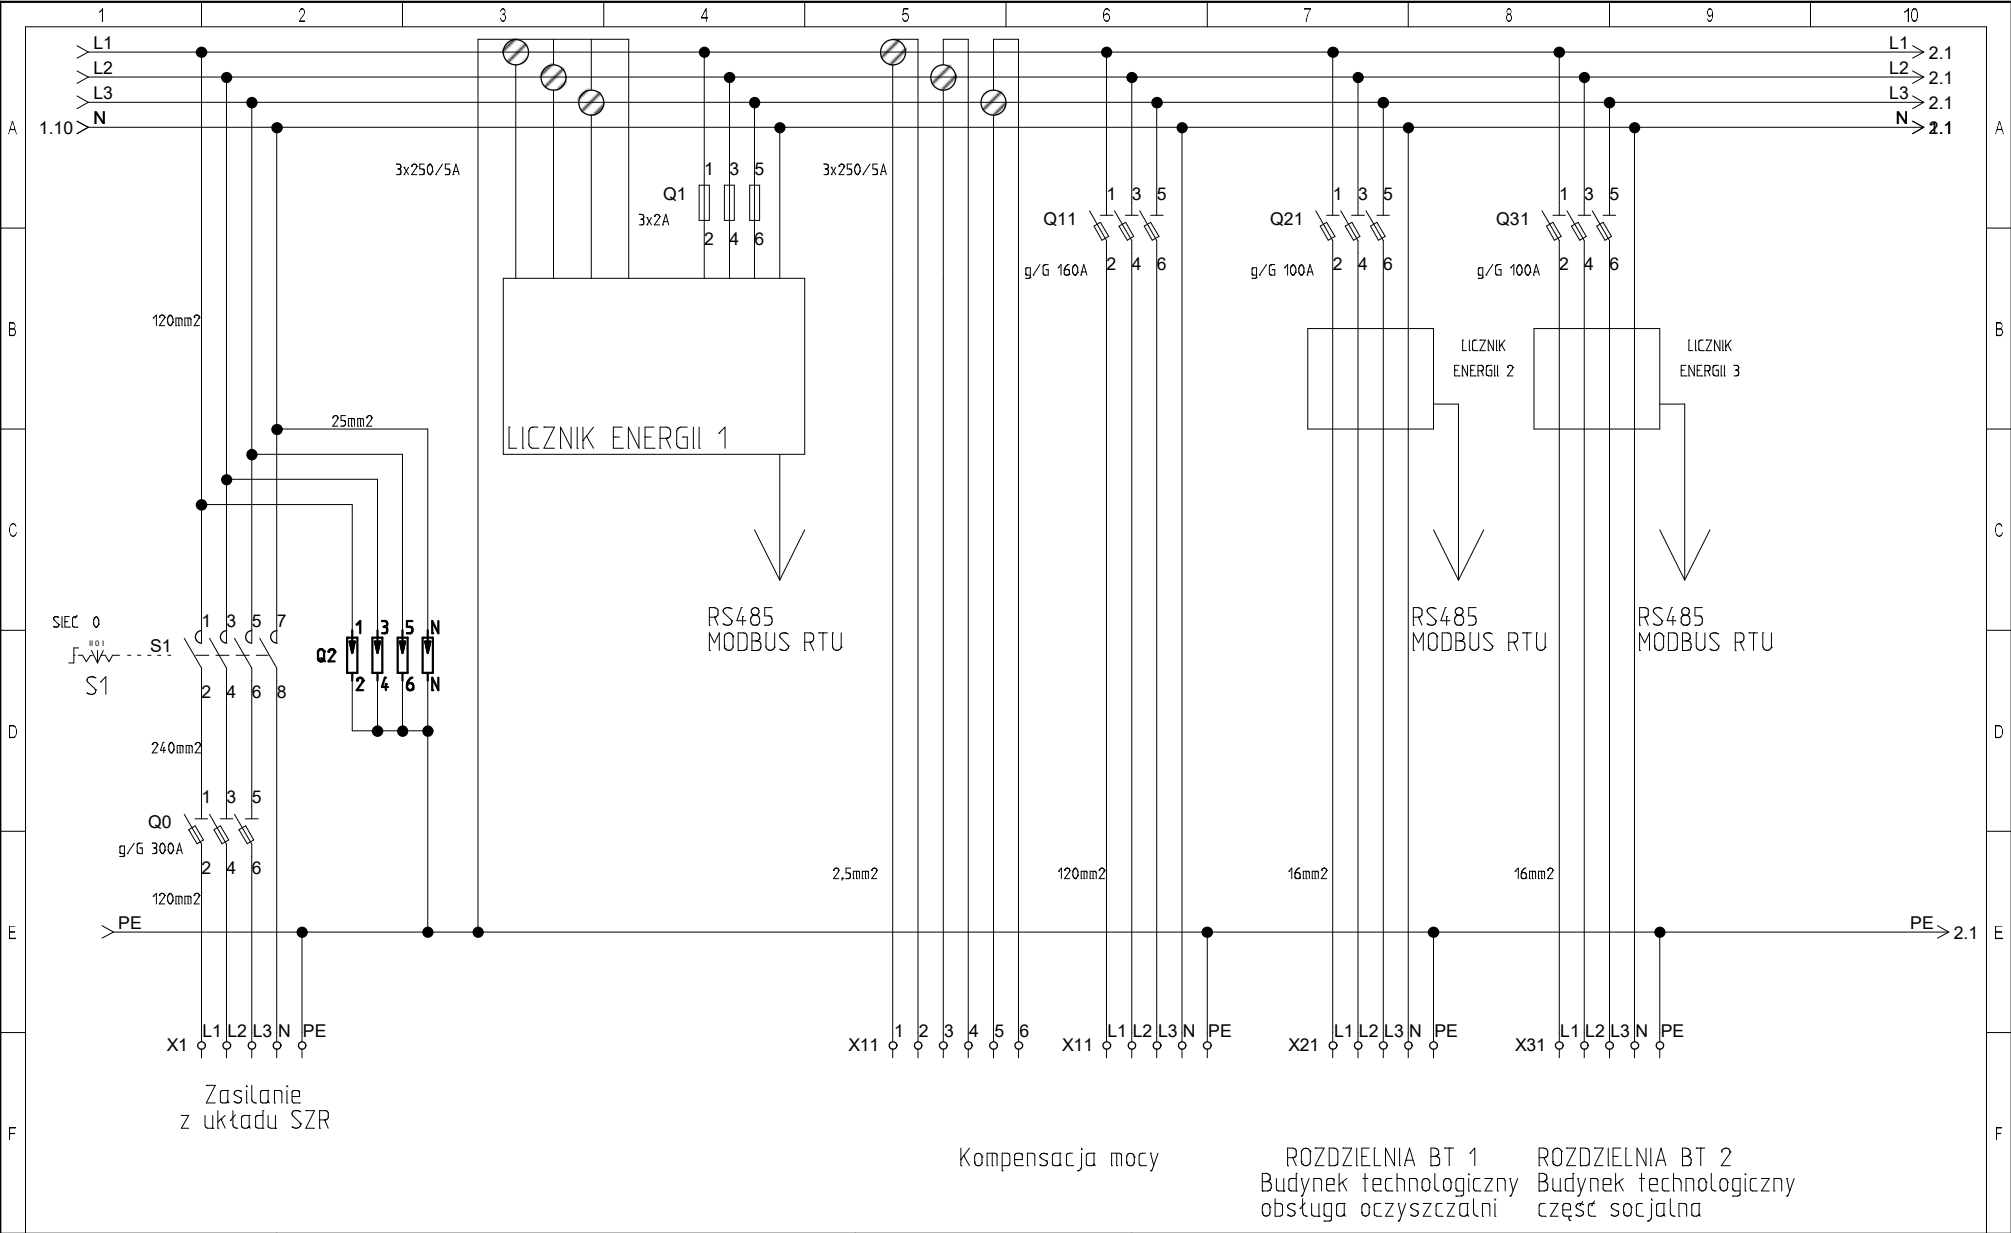 1 2 3 4 5 6 7 8 9 10
L1 L1 2.1
L2 L2 2.1
L3 L3 2.1
A 1.10 N N 2.1 A
3x250/5A 3x250/5A
1 3 5
Q1
3x2A
2 4 6
1 3 5 1 3 5 1 3 5
Q11 Q21 Q31
g/G 160A 2 4 6 g/G 100A 2 4 6 g/G 100A 2 4 6
120mm2
B B
LICZNIK
ENERGII 2
LICZNIK
ENERGII 3
25mm2
LICZNIK ENERGII 1
C C
RS485
MODBUS RTU
RS485
MODBUS RTU
RS485
MODBUS RTU
SIEĆ 0
1 3 5 7
S1
S1
2 4 6 8
1 3 5 N
Q2
2 4 6 N
D D
240mm2
1 3 5
Q0
g/G 300A
2 4 6
120mm2
2,5mm2 120mm2 16mm2 16mm2
E PE PE 2.1 E
X1 L1 L2 L3 N PE
X11 1 2 3 4 5 6
X11 L1 L2 L3 N PE
X21 L1 L2 L3 N PE
X31 L1 L2 L3 N PE
Zasilanie
z układu SZR
F F
Kompensacja mocy
ROZDZIELNIA BT 1
Budynek technologiczny
obsługa oczyszczalni
ROZDZIELNIA BT 2
Budynek technologiczny
część socjalna